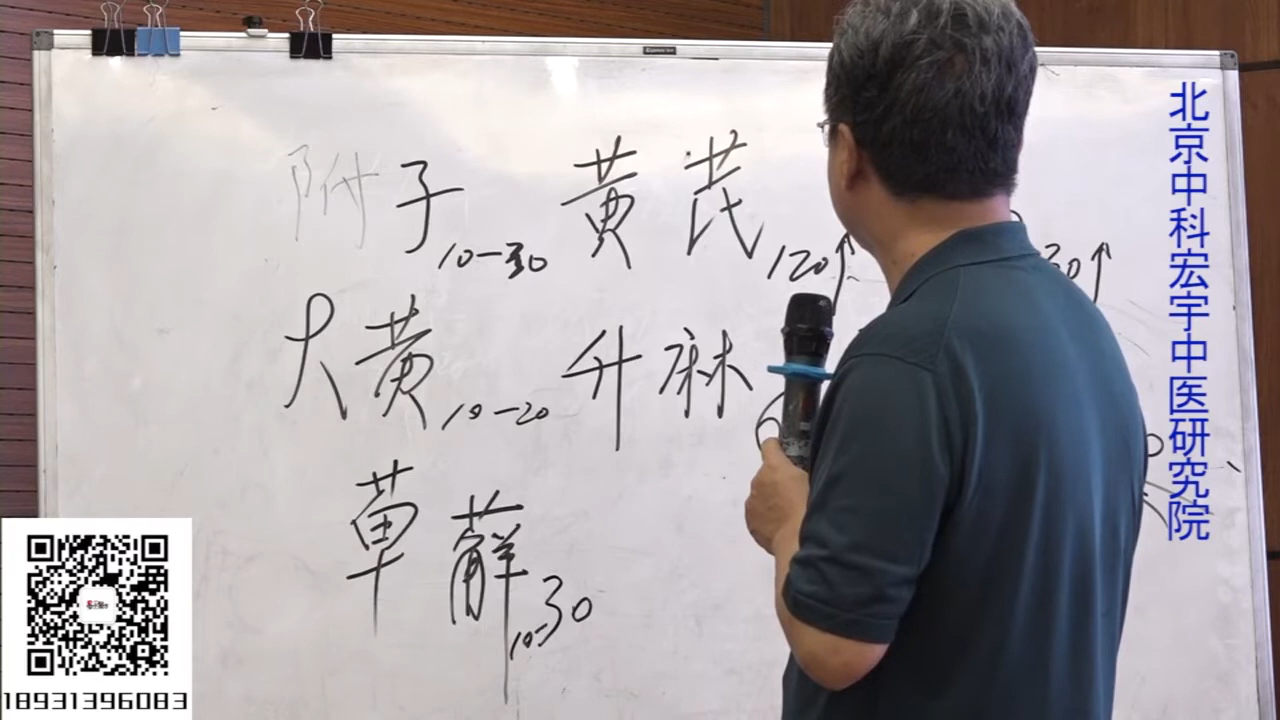 附子 10-30 黄芪 120↑ 30↑
大黄 10-20 升麻
萆薢 10-30
北京中科宏宇中医研究院
18931396083